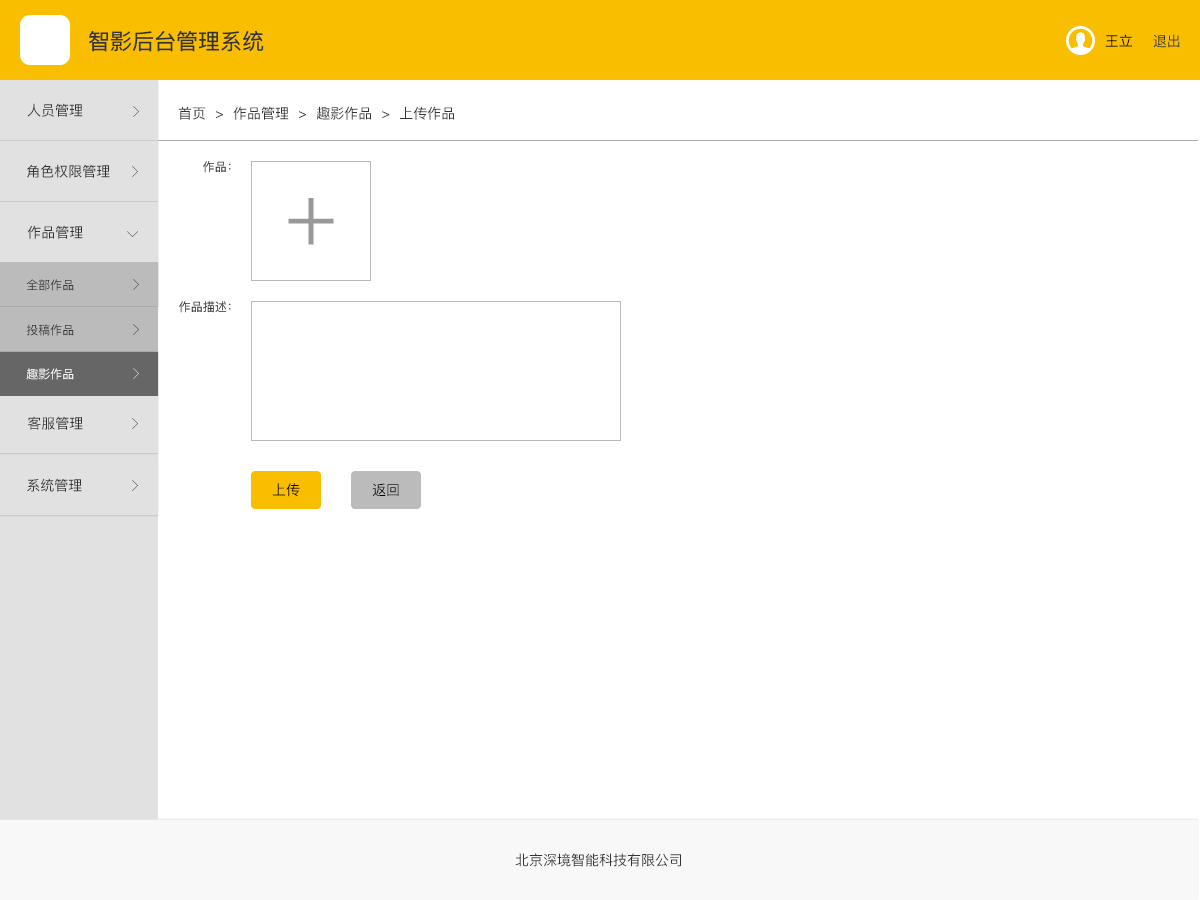 智影后台管理系统
王立 退出
人员管理
角色权限管理
作品管理
全部作品
投稿作品
趣影作品
客服管理
系统管理
首页 > 作品管理 > 趣影作品 > 上传作品
作品：
作品描述：
上传 返回
北京深境智能科技有限公司